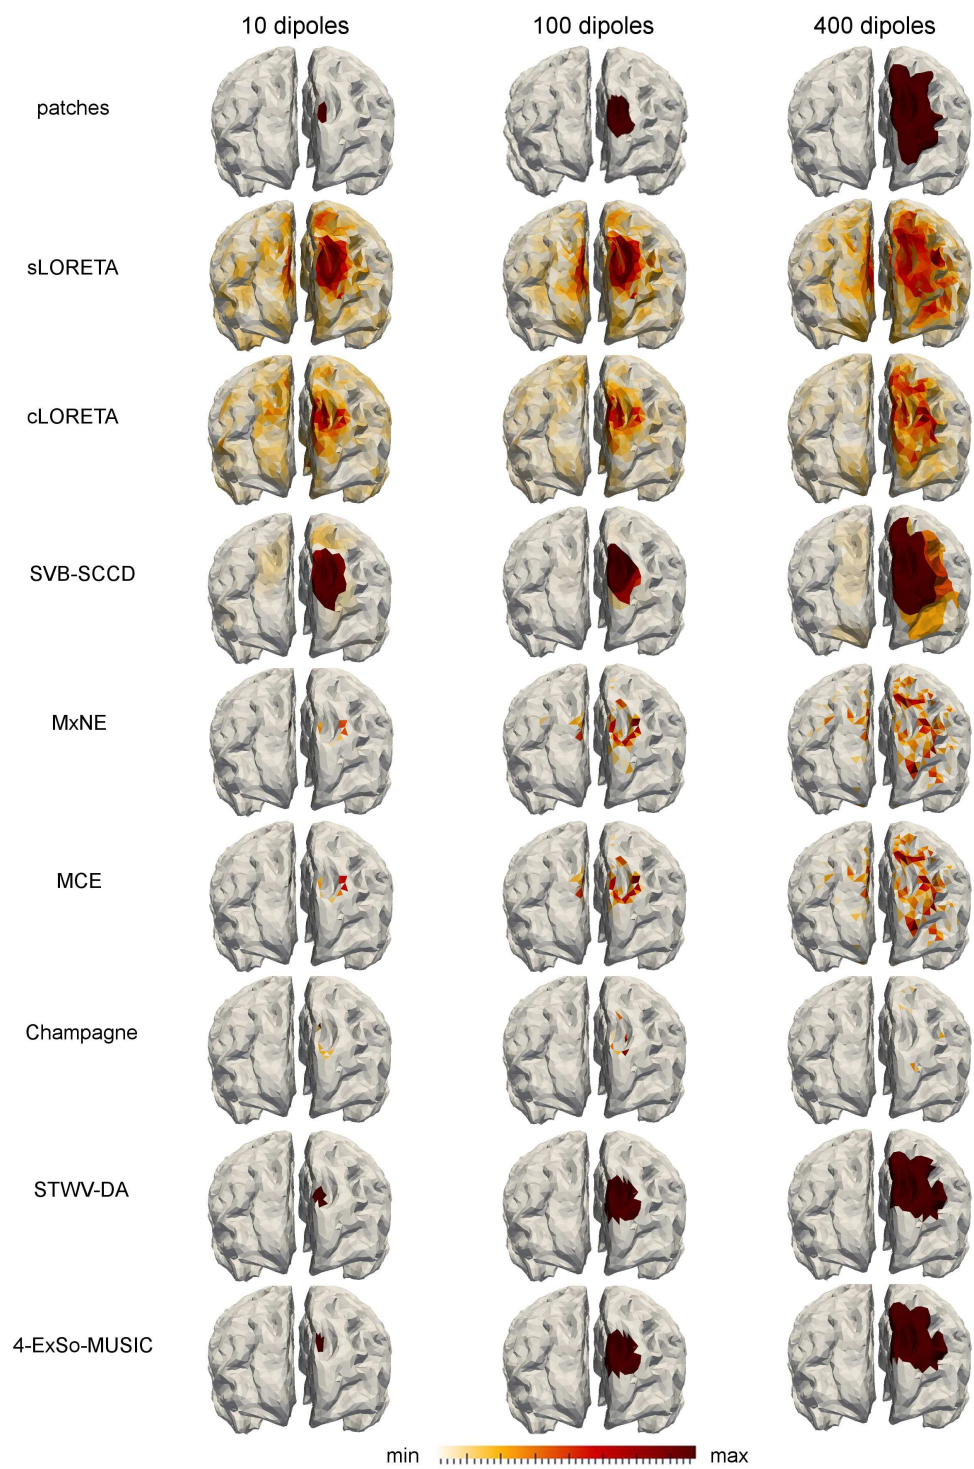 10 dipoles 100 dipoles 400 dipoles
patches
sLORETA
cLORETA
SVB-SCCD
MxNE
MCE
Champagne
STWV-DA
4-ExSo-MUSIC
min max